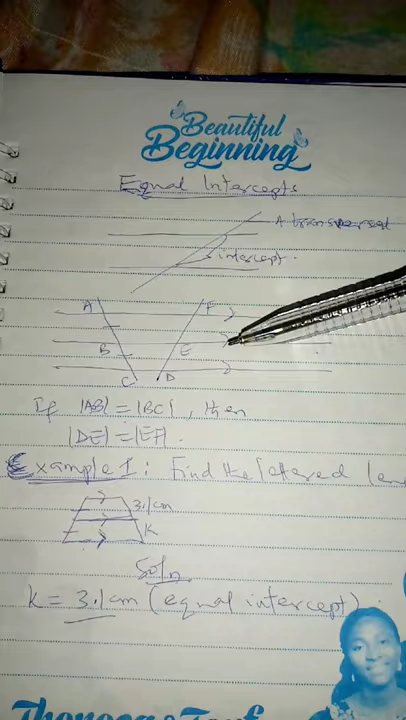 Beautiful
Beginning
Equal Intercepts
A transversal
intercept.
A
F
B
E
C
D
If |AB| = |BC|, then
|DE| = |EF|.
Example 1: Find the lettered
3.1cm
K
Soln
K = 3.1cm (equal intercept).